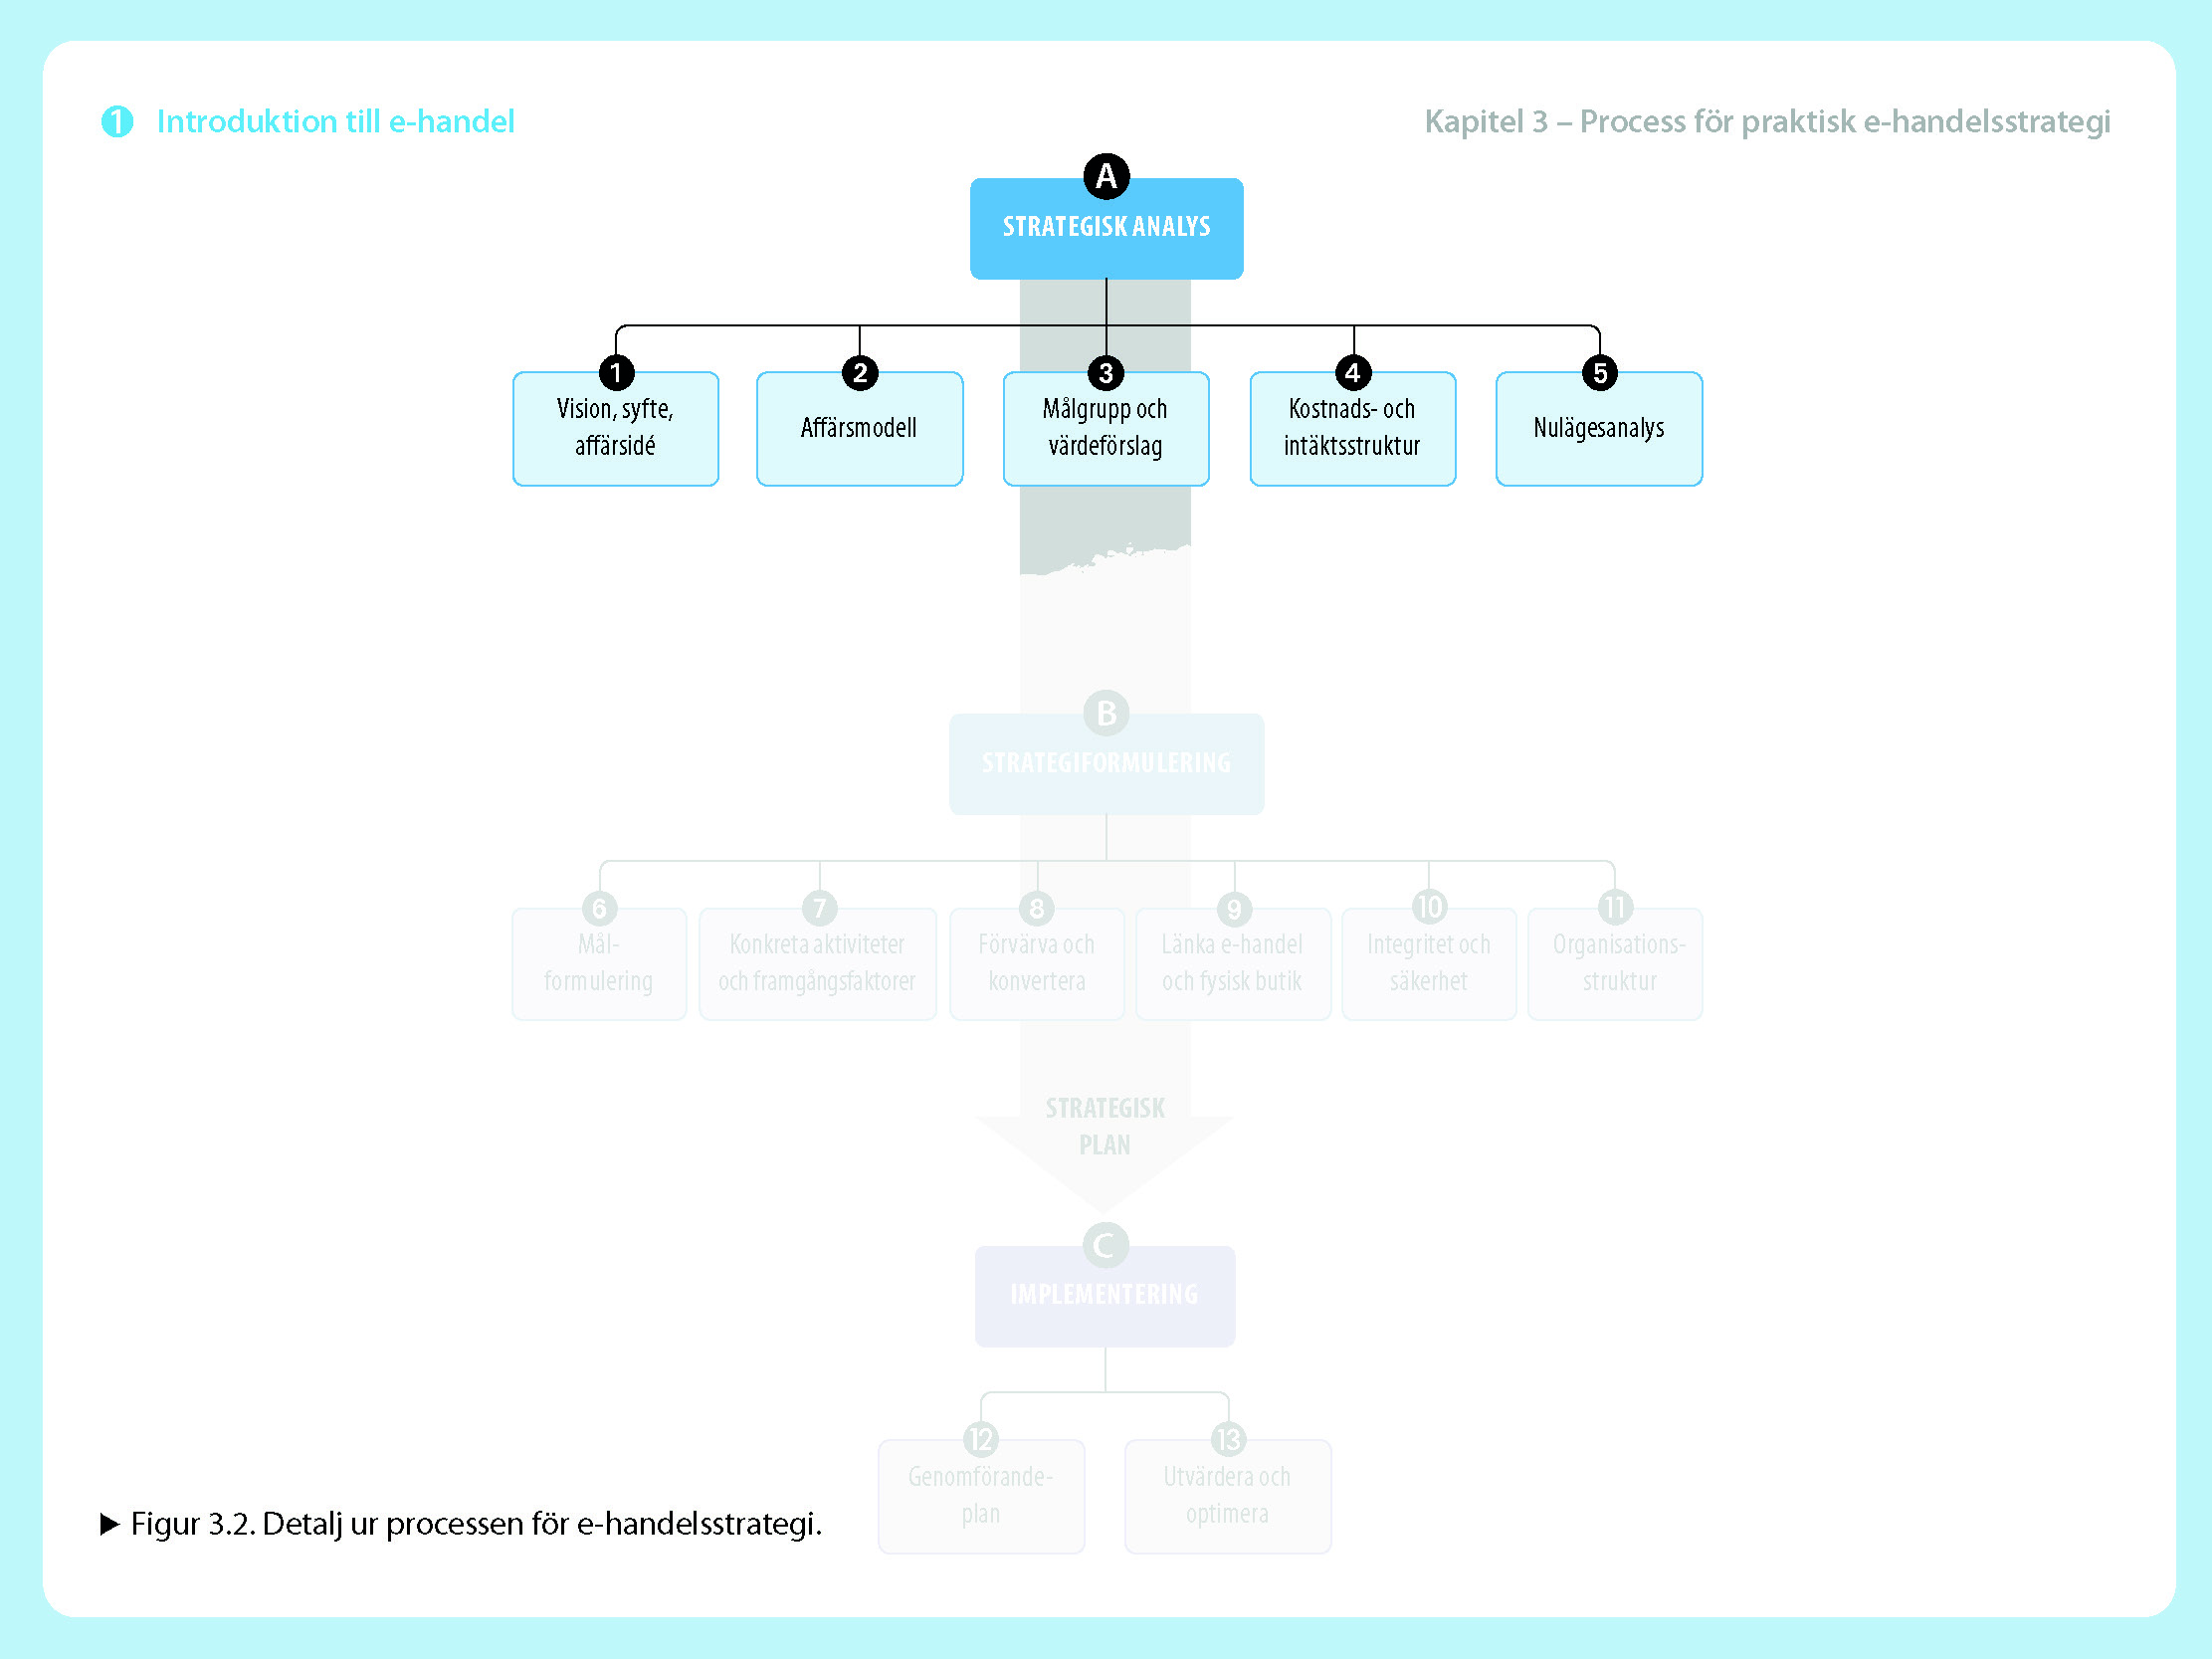 1 Introduktion till e-handel
Kapitel 3 – Process för praktisk e-handelsstrategi
A
STRATEGISK ANALYS
1
Vision, syfte,
affärsidé
2
Affärsmodell
3
Målgrupp och
värdeförslag
4
Kostnads- och
intäktsstruktur
5
Nulägesanalys
B
STRATEGIFORMULERING
6
Mål-
formulering
7
Konkreta aktiviteter
och framgångsfaktorer
8
Förvärva och
konvertera
9
Länka e-handel
och fysisk butik
10
Integritet och
säkerhet
11
Organisations-
struktur
STRATEGISK
PLAN
C
IMPLEMENTERING
12
Genomförande-
plan
13
Utvärdera och
optimera
► Figur 3.2. Detalj ur processen för e-handelsstrategi.